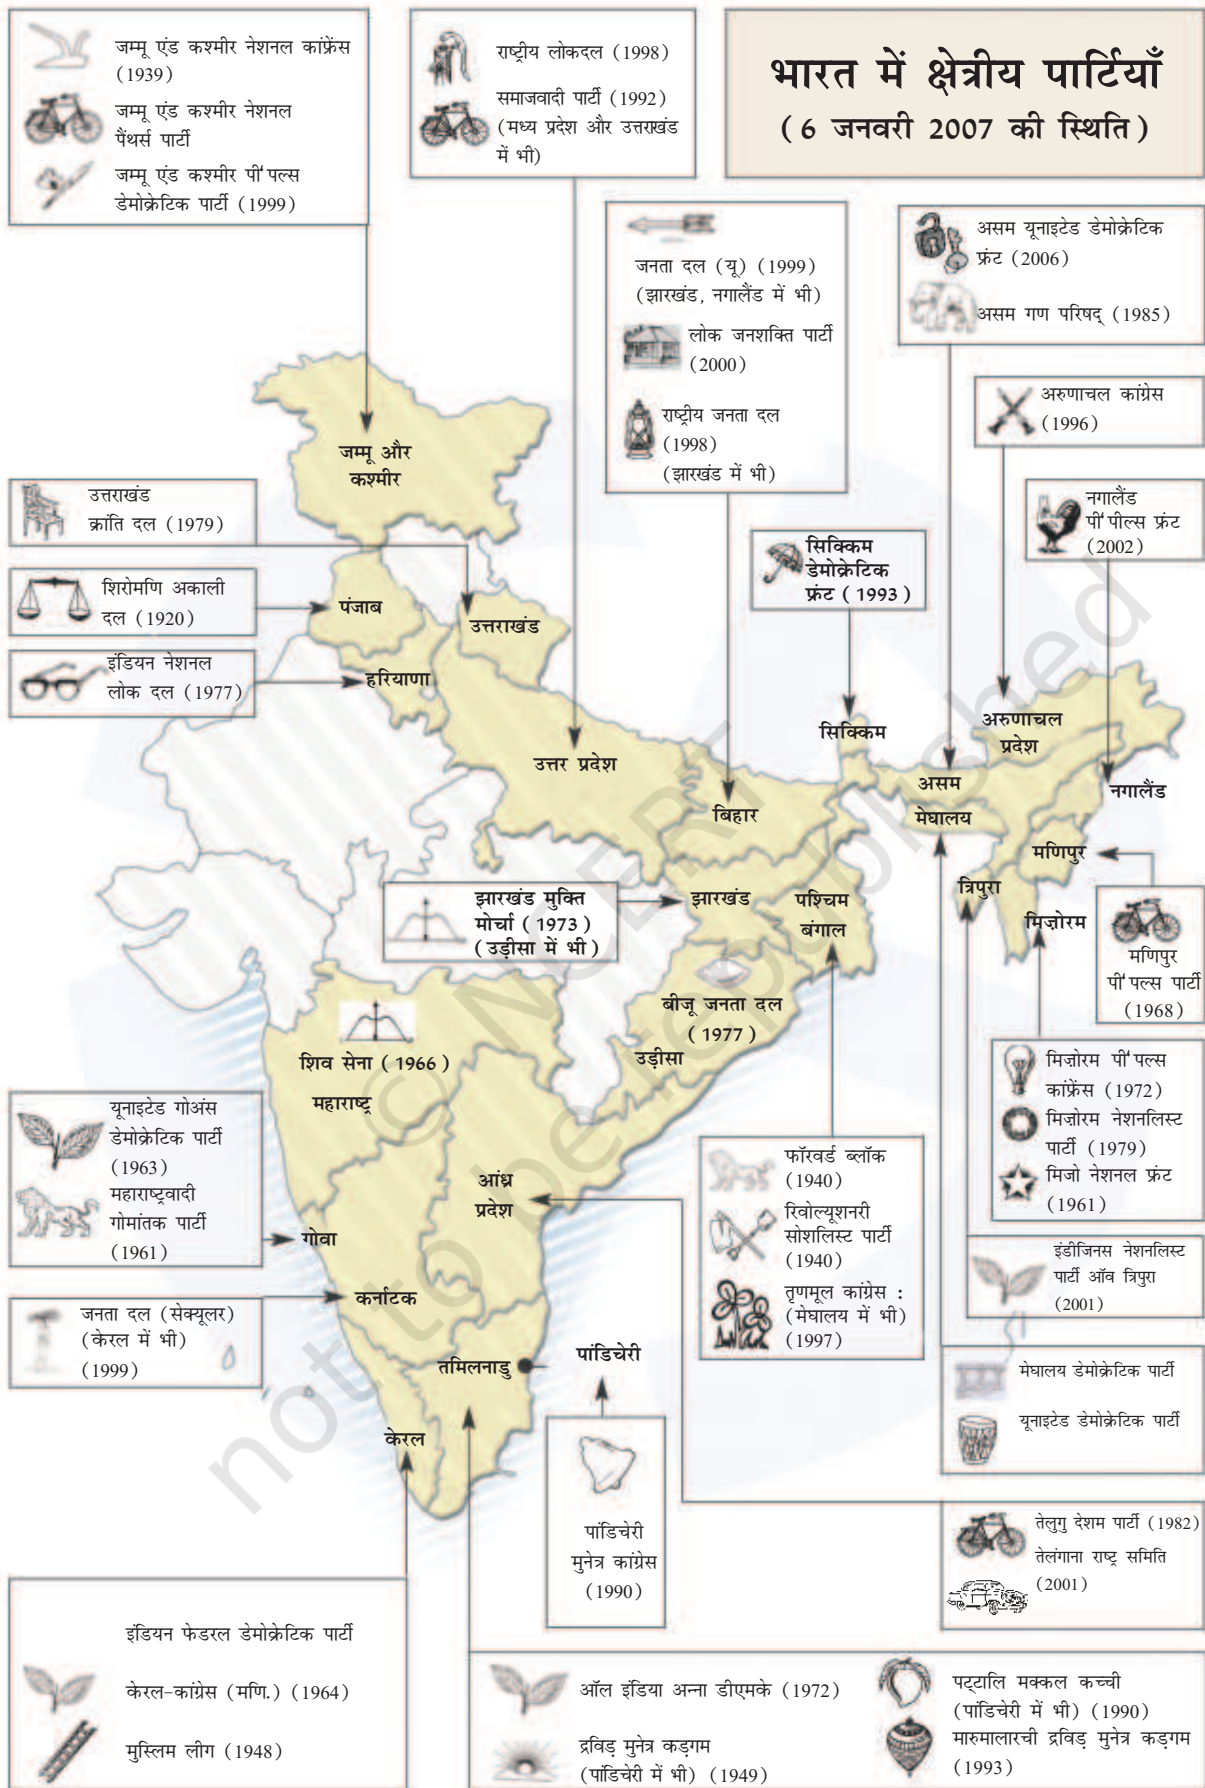 जम्मू एंड कश्मीर नेशनल कांफ्रेंस
(1939)
जम्मू एंड कश्मीर नेशनल
पैंथर्स पार्टी
जम्मू एंड कश्मीर पी'पल्स
डेमोक्रेटिक पार्टी (1999)
राष्ट्रीय लोकदल (1998)
समाजवादी पार्टी (1992)
(मध्य प्रदेश और उत्तराखंड
में भी)
भारत में क्षेत्रीय पार्टियाँ
(6 जनवरी 2007 की स्थिति)
जनता दल (यू) (1999)
(झारखंड, नगालैंड में भी)
लोक जनशक्ति पार्टी
(2000)
राष्ट्रीय जनता दल
(1998)
(झारखंड में भी)
असम यूनाइटेड डेमोक्रेटिक
फ्रंट (2006)
असम गण परिषद् (1985)
अरुणाचल कांग्रेस
(1996)
नगालैंड
पी'पील्स फ्रंट
(2002)
सिक्किम
डेमोक्रेटिक
फ्रंट (1993)
उत्तराखंड
क्रांति दल (1979)
शिरोमणि अकाली
दल (1920)
इंडियन नेशनल
लोक दल (1977)
जम्मू और
कश्मीर
पंजाब
उत्तराखंड
हरियाणा
उत्तर प्रदेश
बिहार
सिक्किम
अरुणाचल
प्रदेश
असम
नगालैंड
मेघालय
मणिपुर
त्रिपुरा
मिज़ोरम
झारखंड
पश्चिम
बंगाल
झारखंड मुक्ति
मोर्चा (1973)
(उड़ीसा में भी)
मणिपुर
पी'पल्स पार्टी
(1968)
बीजू जनता दल
(1977)
उड़ीसा
शिव सेना (1966)
महाराष्ट्र
मिज़ोरम पी'पल्स
कांफ्रेंस (1972)
मिज़ोरम नेशनलिस्ट
पार्टी (1979)
मिजो नेशनल फ्रंट
(1961)
यूनाइटेड गोअंस
डेमोक्रेटिक पार्टी
(1963)
महाराष्ट्रवादी
गोमांतक पार्टी
(1961)
आंध्र
प्रदेश
गोवा
फॉरवर्ड ब्लॉक
(1940)
रिवोल्यूशनरी
सोशलिस्ट पार्टी
(1940)
तृणमूल कांग्रेस :
(मेघालय में भी)
(1997)
इंडीजिनस नेशनलिस्ट
पार्टी ऑव त्रिपुरा
(2001)
जनता दल (सेक्यूलर)
(केरल में भी)
(1999)
कर्नाटक
तमिलनाडु
पांडिचेरी
केरल
मेघालय डेमोक्रेटिक पार्टी
यूनाइटेड डेमोक्रेटिक पार्टी
पांडिचेरी
मुनेत्र कांग्रेस
(1990)
तेलुगु देशम पार्टी (1982)
तेलंगाना राष्ट्र समिति
(2001)
इंडियन फेडरल डेमोक्रेटिक पार्टी
केरल-कांग्रेस (मणि.) (1964)
मुस्लिम लीग (1948)
ऑल इंडिया अन्ना डीएमके (1972)
द्रविड़ मुनेत्र कड़गम
(पांडिचेरी में भी) (1949)
पट्टालि मक्कल कच्ची
(पांडिचेरी में भी) (1990)
मारुमालारची द्रविड़ मुनेत्र कड़गम
(1993)
© NCERT
not to be republished